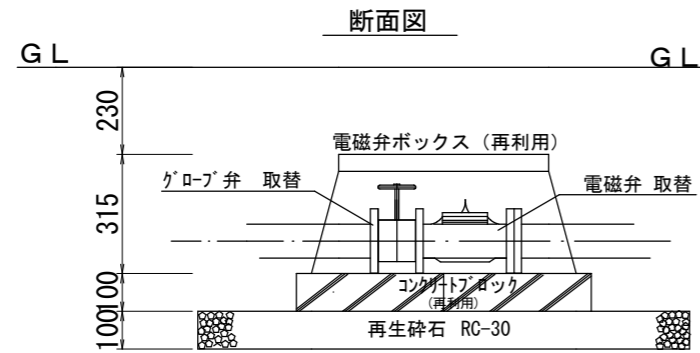 断面図
ＧＬ
ＧＬ
230
電磁弁ボックス（再利用）
ｸﾞﾛｰﾌﾞ弁　取替
電磁弁 取替
315
100
コンクリートブロック
(再利用)
100
再生砕石 RC-30